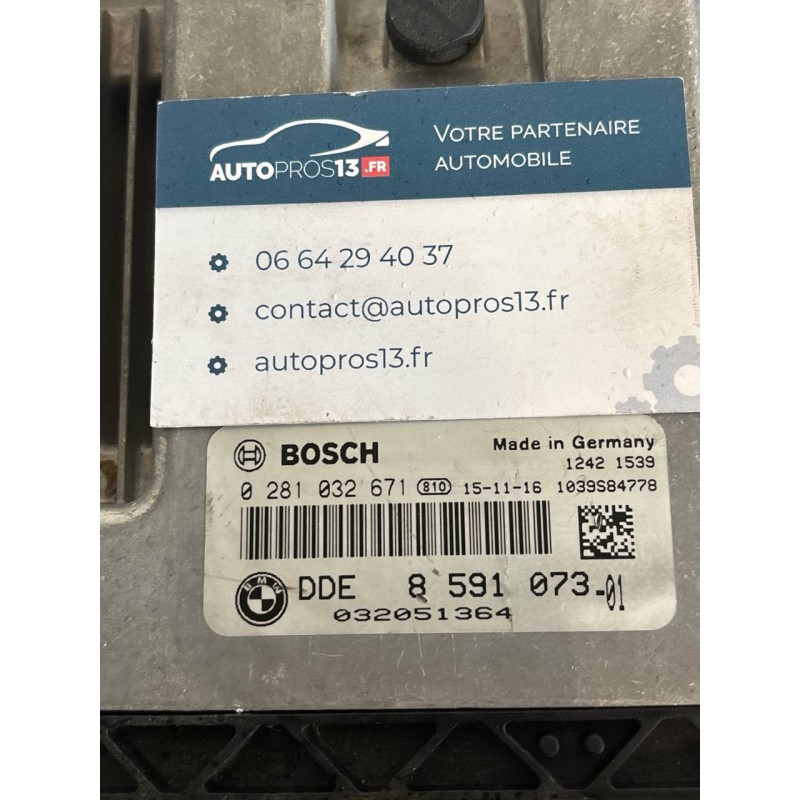 AUTOPROS13.FR
VOTRE PARTENAIRE
AUTOMOBILE
06 64 29 40 37
contact@autopros13.fr
autopros13.fr
BOSCH
Made in Germany
1242 1539
0 281 032 671 810 15-11-16 1039S84778
BMW DDE 8 591 073-01
032051364